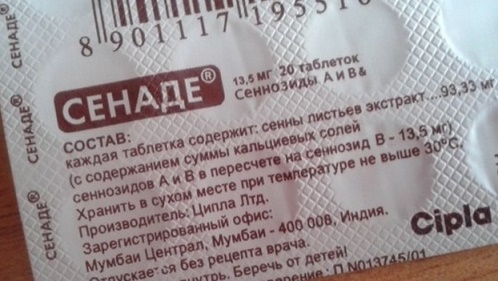 8 901117 19551
СЕНАДЕ®
СЕНАДЕ®
СЕНАДЕ
СЕНАДЕ®
13,5 мг 20 таблеток
Сеннозиды А и В&
СОСТАВ:
каждая таблетка содержит: сенны листьев экстракт....93,33 мг
(с содержанием суммы кальциевых солей
сеннозидов А и В в пересчете на сеннозид В - 13,5 мг)
Хранить в сухом месте при температуре не выше 30°С.
Производитель: Ципла Лтд.
Зарегистрированный офис:
Мумбаи Централ, Мумбаи - 400 008, Индия.
Отпускается без рецепта врача.
Беречь от детей!
П N013745/01
Cipla